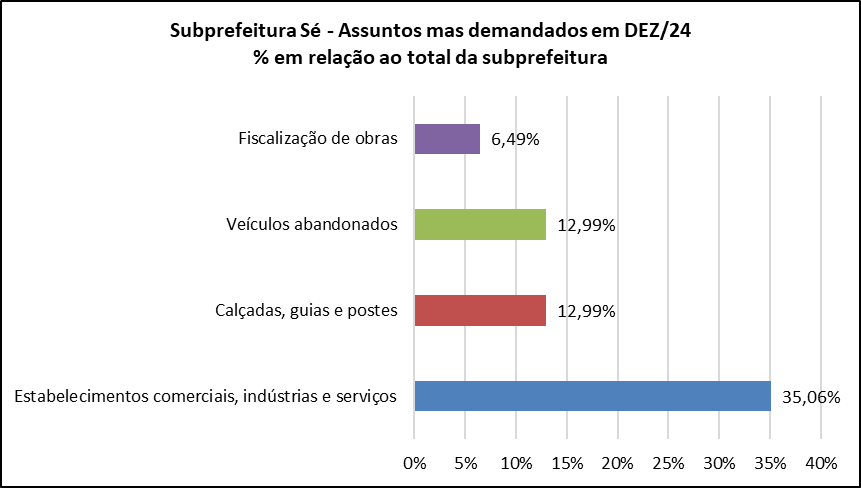 Subprefeitura Sé - Assuntos mas demandados em DEZ/24
% em relação ao total da subprefeitura
Fiscalização de obras
6,49%
Veículos abandonados
12,99%
Calçadas, guias e postes
12,99%
Estabelecimentos comerciais, indústrias e serviços
35,06%
0% 5% 10% 15% 20% 25% 30% 35% 40%